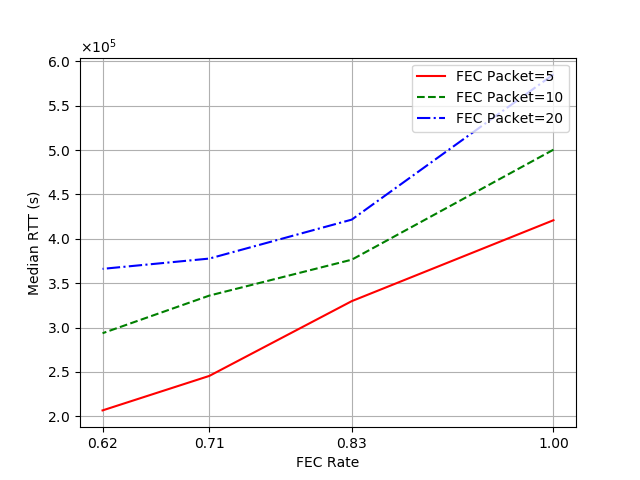 ×10⁵
6.0
5.5
5.0
4.5
4.0
3.5
3.0
2.5
2.0
Median RTT (s)
FEC Packet=5
FEC Packet=10
FEC Packet=20
0.62 0.71 0.83 1.00
FEC Rate